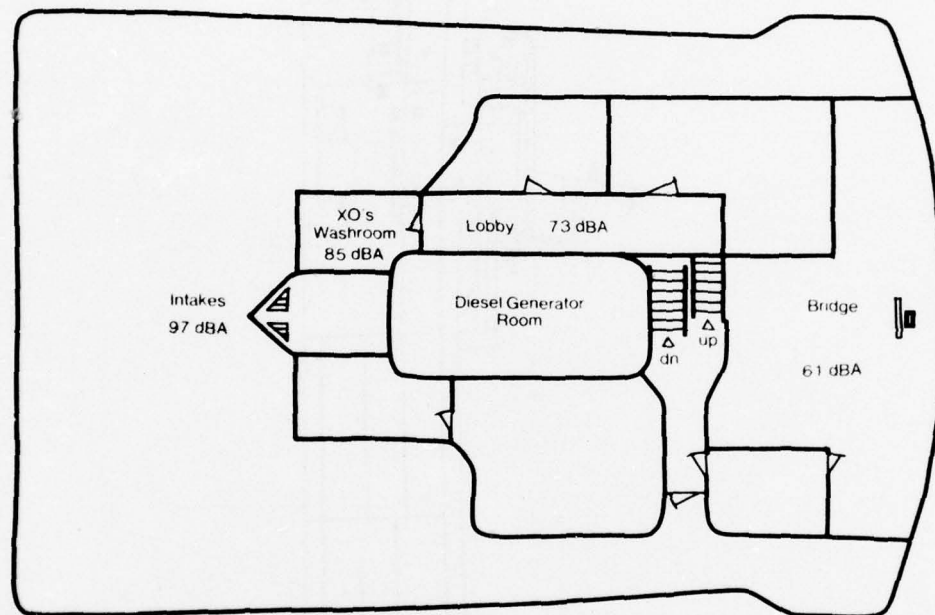 XO's
Washroom
85 dBA
Lobby 73 dBA
Intakes
97 dBA
Diesel Generator
Room
dn
up
Bridge
61 dBA